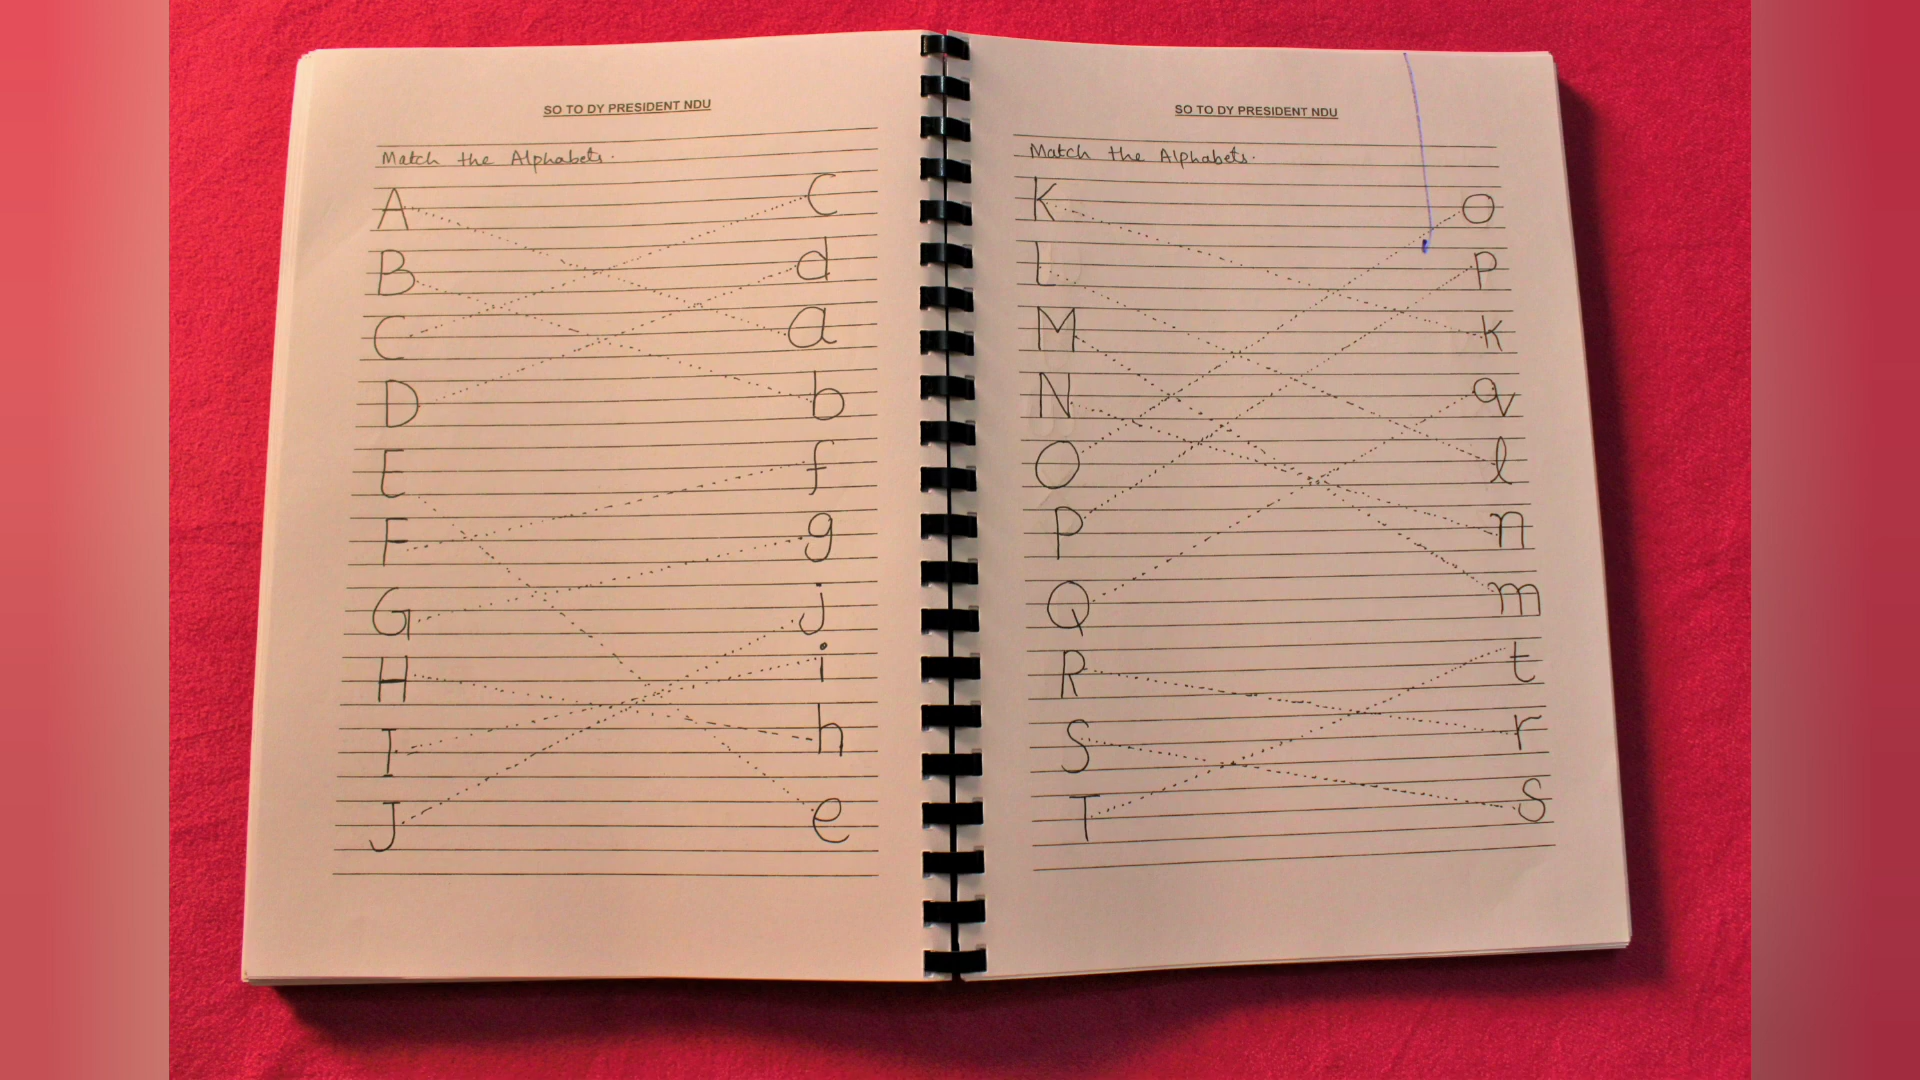 SO TO DY PRESIDENT NDU
Match the Alphabets.
A C
B d
C a
D b
E f
F g
G j
H i
I h
J e
SO TO DY PRESIDENT NDU
Match the Alphabets.
K o
L p
M k
N q
O l
P n
Q m
R t
S r
T s